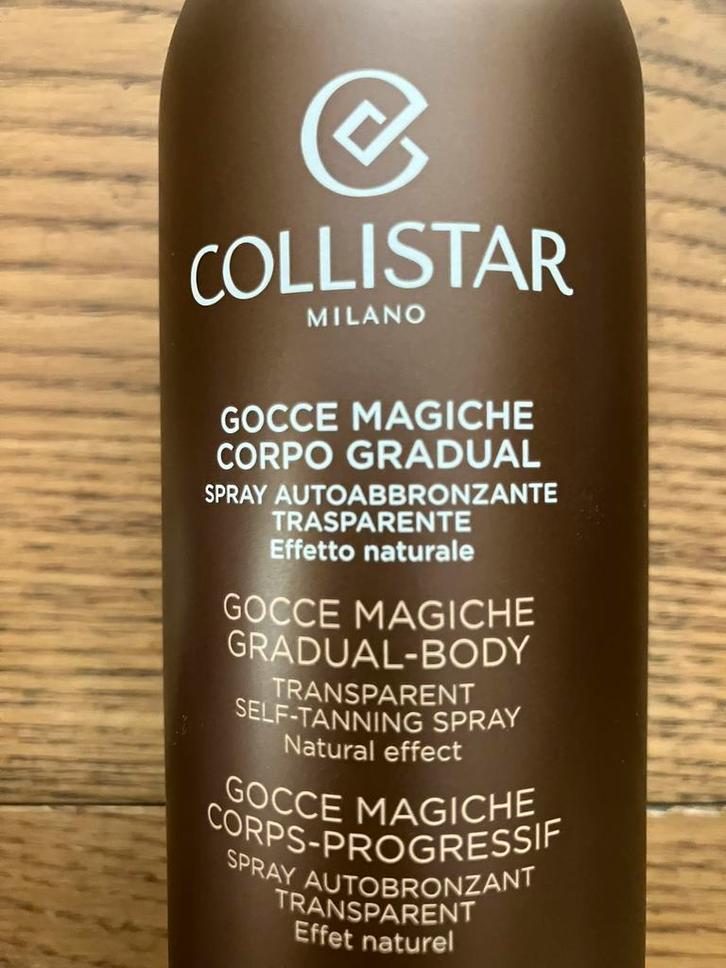 COLLISTAR
MILANO
GOCCE MAGICHE
CORPO GRADUAL
SPRAY AUTOABBRONZANTE
TRASPARENTE
Effetto naturale
GOCCE MAGICHE
GRADUAL-BODY
TRANSPARENT
SELF-TANNING SPRAY
Natural effect
GOCCE MAGICHE
CORPS-PROGRESSIF
SPRAY AUTOBRONZANT
TRANSPARENT
Effet naturel